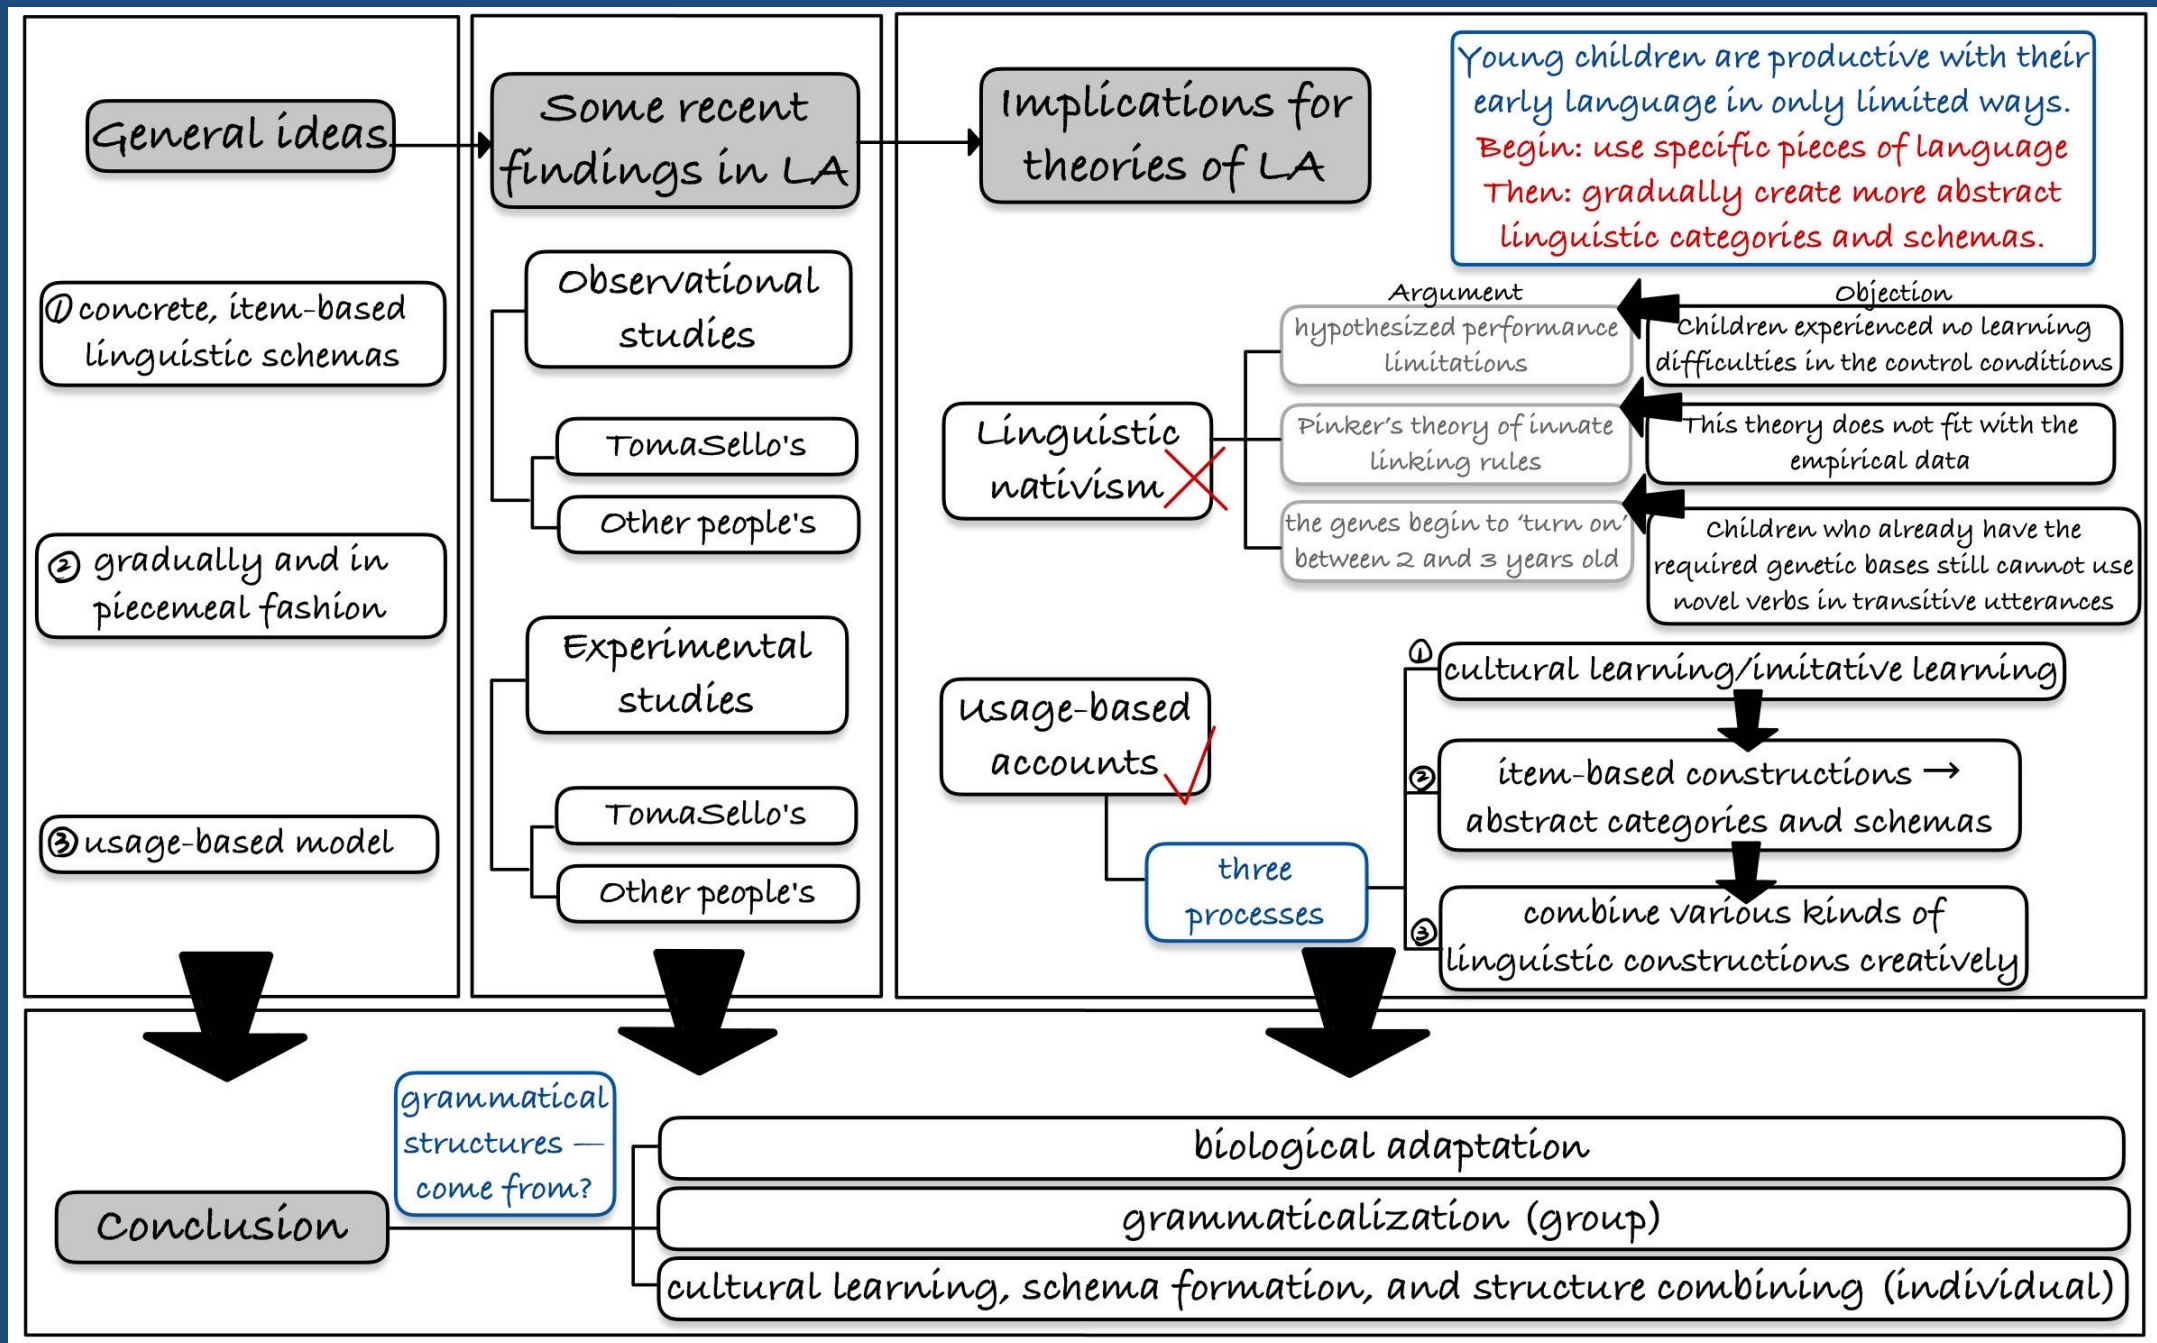 General ideas
① concrete, item-based
linguistic schemas
② gradually and in
piecemeal fashion
③ usage-based model
Some recent
findings in LA
Observational
studies
TomaSello's
Other people's
Experimental
studies
TomaSello's
Other people's
Implications for
theories of LA
Young children are productive with their
early language in only limited ways.
Begin: use specific pieces of language
Then: gradually create more abstract
linguistic categories and schemas.
Linguistic
nativism
Argument
hypothesized performance
limitations
Pinker's theory of innate
linking rules
the genes begin to 'turn on'
between 2 and 3 years old
Objection
Children experienced no learning
difficulties in the control conditions
This theory does not fit with the
empirical data
Children who already have the
required genetic bases still cannot use
novel verbs in transitive utterances
usage-based
accounts
three
processes
①
cultural learning/imitative learning
②
item-based constructions →
abstract categories and schemas
③
combine various kinds of
linguistic constructions creatively
Conclusion
grammatical
structures —
come from?
biological adaptation
grammaticalization (group)
cultural learning, schema formation, and structure combining (individual)